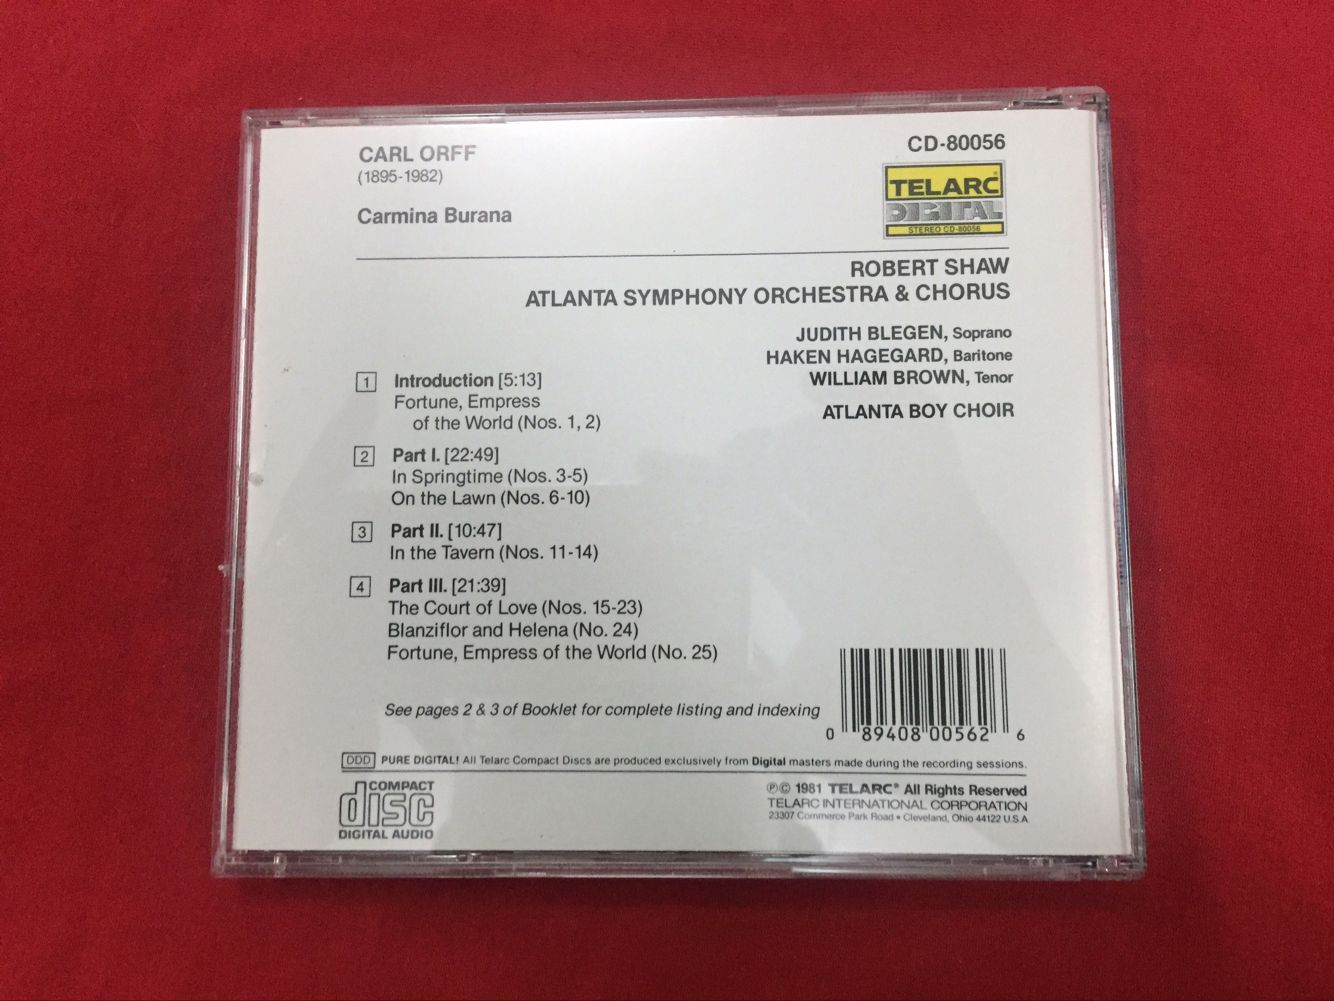 CARL ORFF
(1895-1982)
Carmina Burana
CD-80056
TELARC®
DIGITAL
STEREO CD-80056
ROBERT SHAW
ATLANTA SYMPHONY ORCHESTRA & CHORUS
JUDITH BLEGEN, Soprano
HAKEN HAGEGARD, Baritone
WILLIAM BROWN, Tenor
ATLANTA BOY CHOIR
1 Introduction [5:13]
Fortune, Empress
of the World (Nos. 1, 2)
2 Part I. [22:49]
In Springtime (Nos. 3-5)
On the Lawn (Nos. 6-10)
3 Part II. [10:47]
In the Tavern (Nos. 11-14)
4 Part III. [21:39]
The Court of Love (Nos. 15-23)
Blanziflor and Helena (No. 24)
Fortune, Empress of the World (No. 25)
See pages 2 & 3 of Booklet for complete listing and indexing
0 89408 00562 6
DDD PURE DIGITAL! All Telarc Compact Discs are produced exclusively from Digital masters made during the recording sessions.
COMPACT
disc
DIGITAL AUDIO
℗© 1981 TELARC® All Rights Reserved
TELARC INTERNATIONAL CORPORATION
23307 Commerce Park Road • Cleveland, Ohio 44122 U.S.A